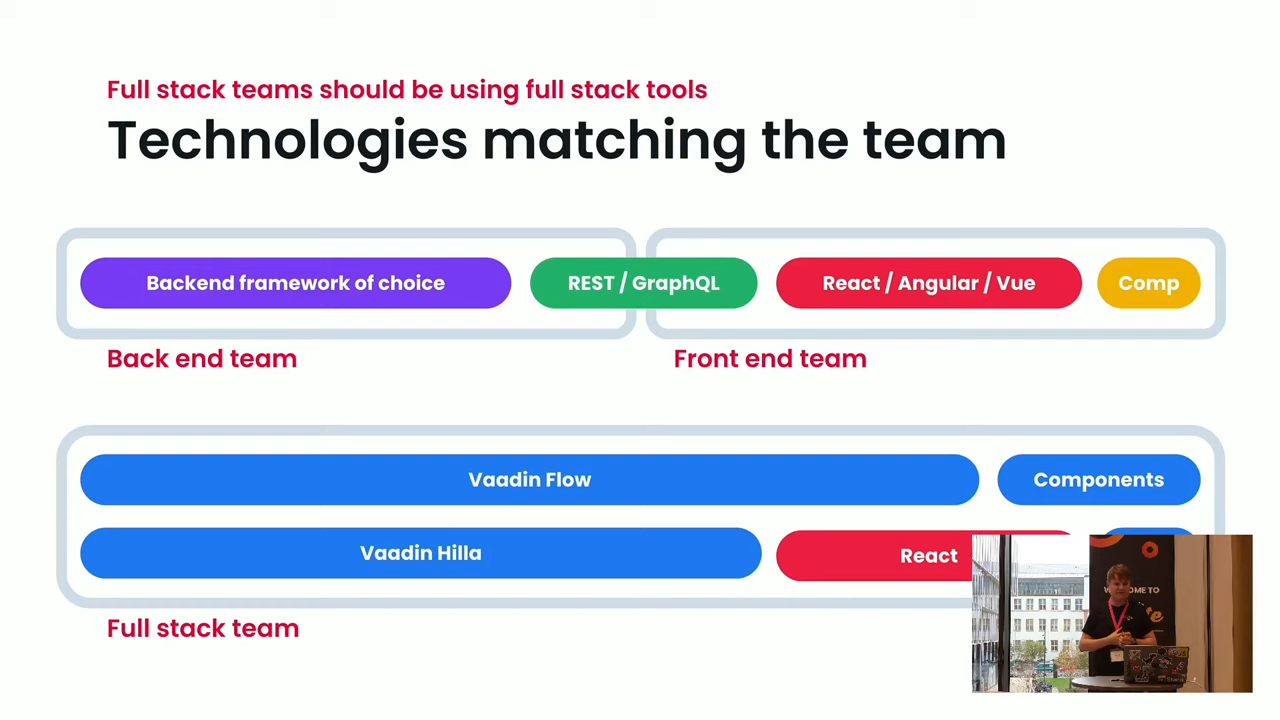 Full stack teams should be using full stack tools
Technologies matching the team
Backend framework of choice
REST / GraphQL
React / Angular / Vue
Comp
Back end team
Front end team
Vaadin Flow
Components
Vaadin Hilla
React
Full stack team
TO